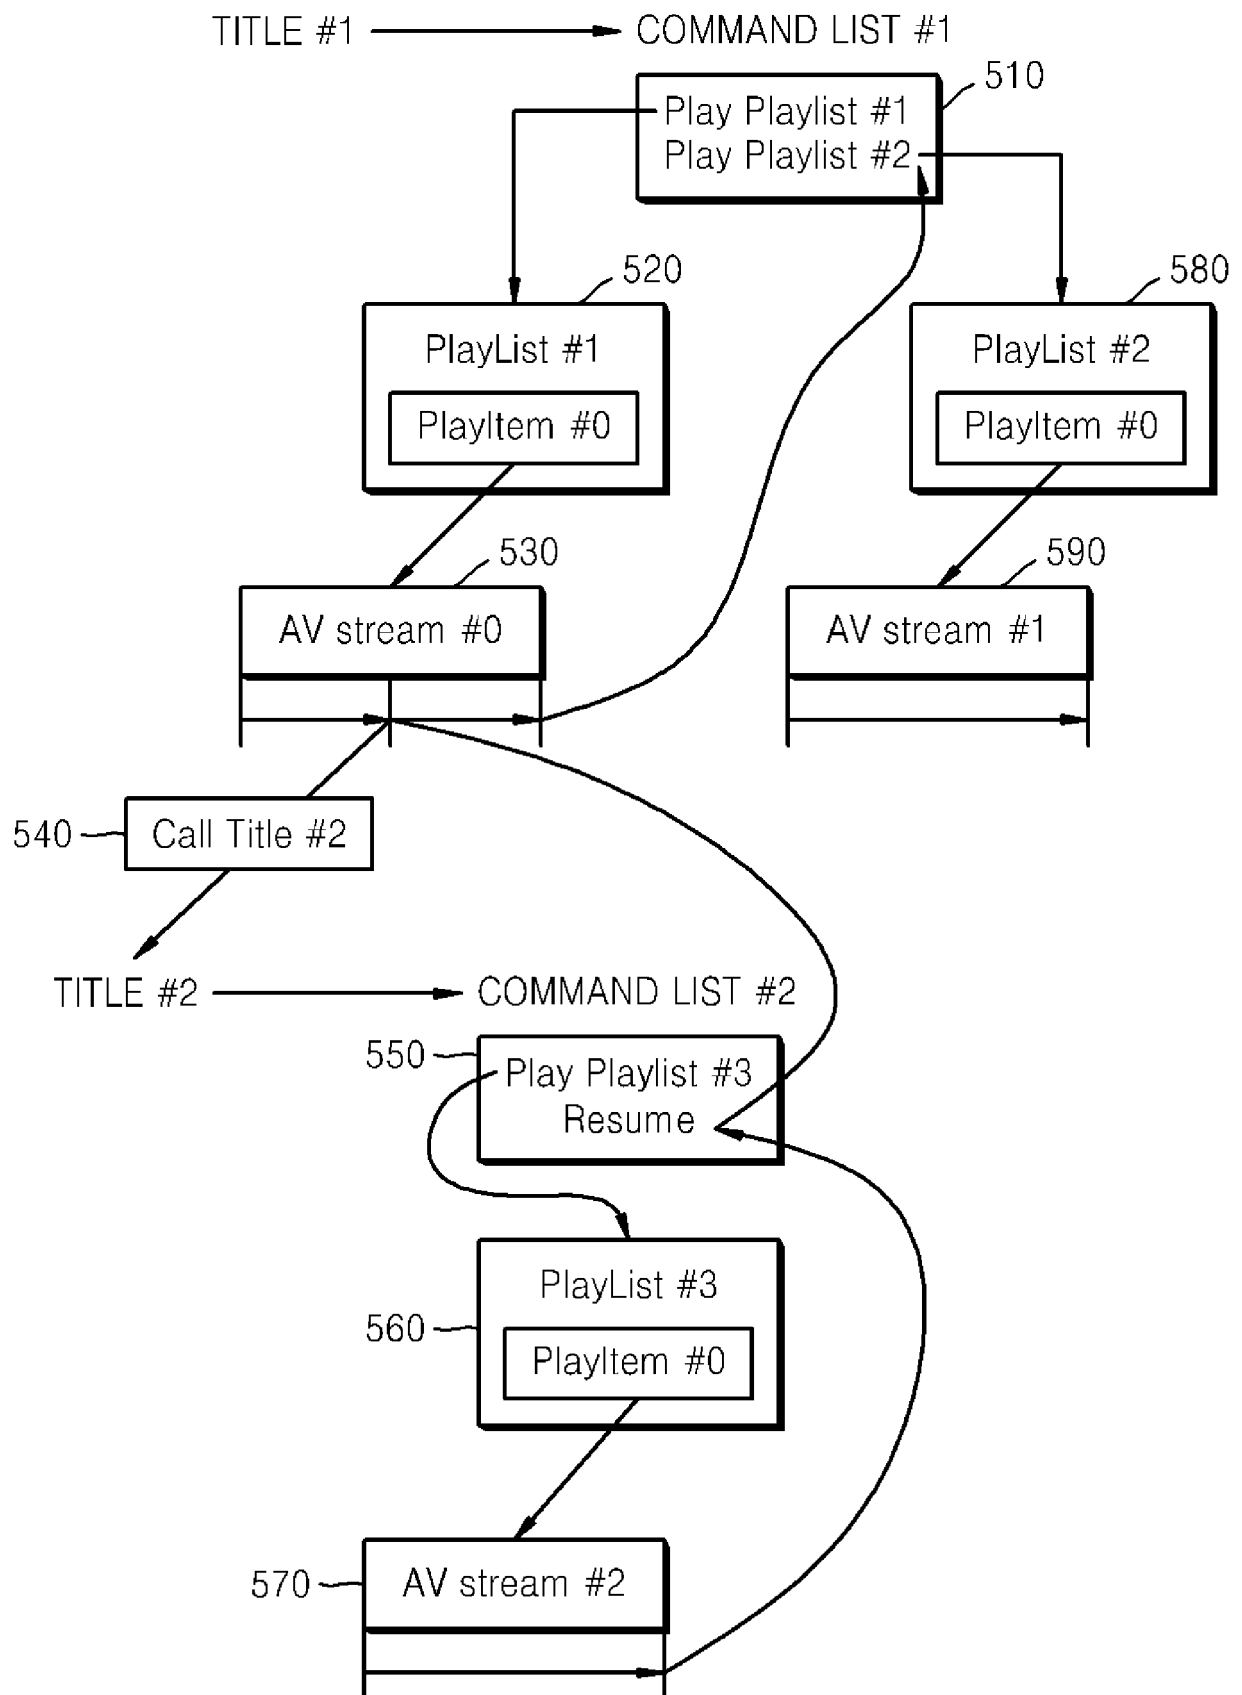 TITLE #1 COMMAND LIST #1
510
Play Playlist #1
Play Playlist #2
520
580
PlayList #1
PlayList #2
PlayItem #0
PlayItem #0
530
590
AV stream #0
AV stream #1
540
Call Title #2
TITLE #2 COMMAND LIST #2
550
Play Playlist #3
Resume
PlayList #3
560
PlayItem #0
570
AV stream #2